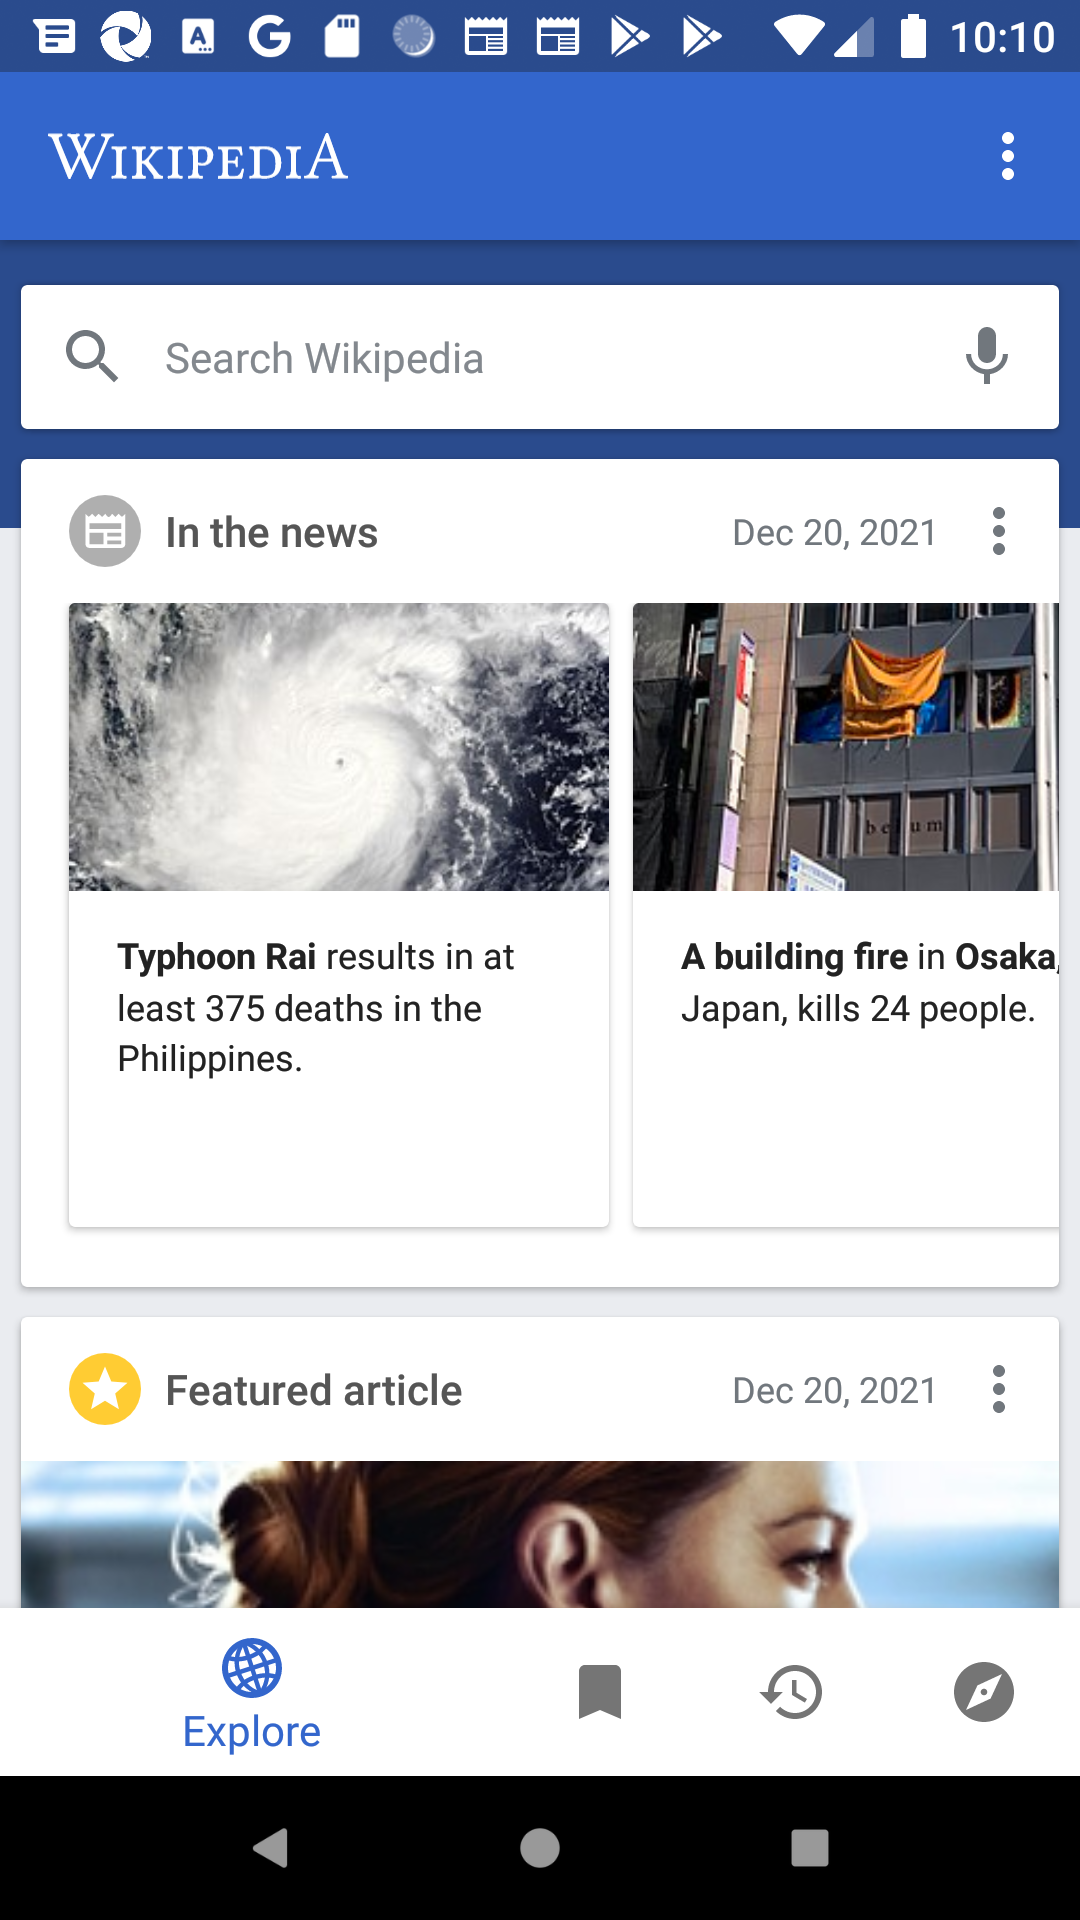 10:10
WIKIPEDIA
Search Wikipedia
In the news
Dec 20, 2021
Typhoon Rai results in at
least 375 deaths in the
Philippines.
A building fire in Osaka,
Japan, kills 24 people.
Featured article
Dec 20, 2021
Explore